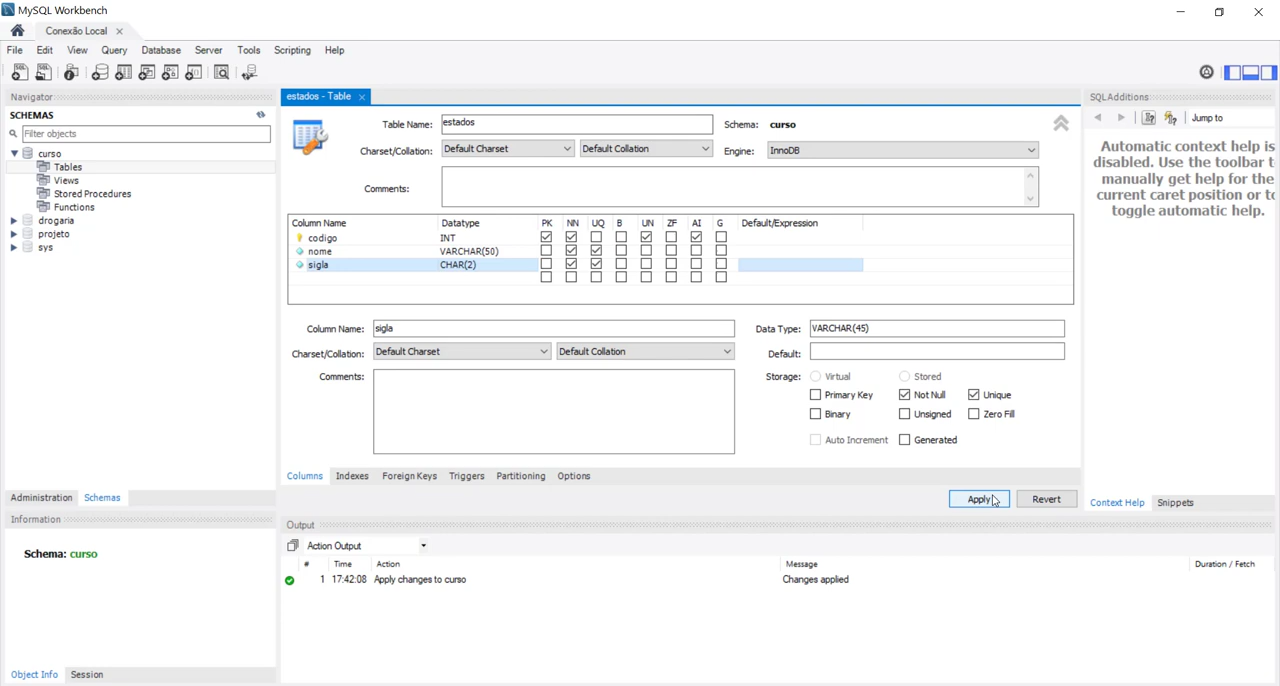 MySQL Workbench
Conexão Local
File Edit View Query Database Server Tools Scripting Help
Navigator
SCHEMAS
Filter objects
curso
Tables
Views
Stored Procedures
Functions
drogaria
projeto
sys
Administration Schemas
Information
Schema: curso
Object Info Session
estados - Table
Table Name: estados Schema: curso
Charset/Collation: Default Charset Default Collation Engine: InnoDB
Comments:
Column Name Datatype PK NN UQ B UN ZF AI G Default/Expression
codigo INT
nome VARCHAR(50)
sigla CHAR(2)
Column Name: sigla Data Type: VARCHAR(45)
Charset/Collation: Default Charset Default Collation Default:
Comments: Storage: Virtual Stored
Primary Key Not Null Unique
Binary Unsigned Zero Fill
Auto Increment Generated
Columns Indexes Foreign Keys Triggers Partitioning Options
Apply Revert
Output
Action Output
# Time Action Message Duration / Fetch
1 17:42:08 Apply changes to curso Changes applied
SQLAdditions
Jump to
Automatic context help is
disabled. Use the toolbar t
manually get help for the
current caret position or to
toggle automatic help.
Context Help Snippets